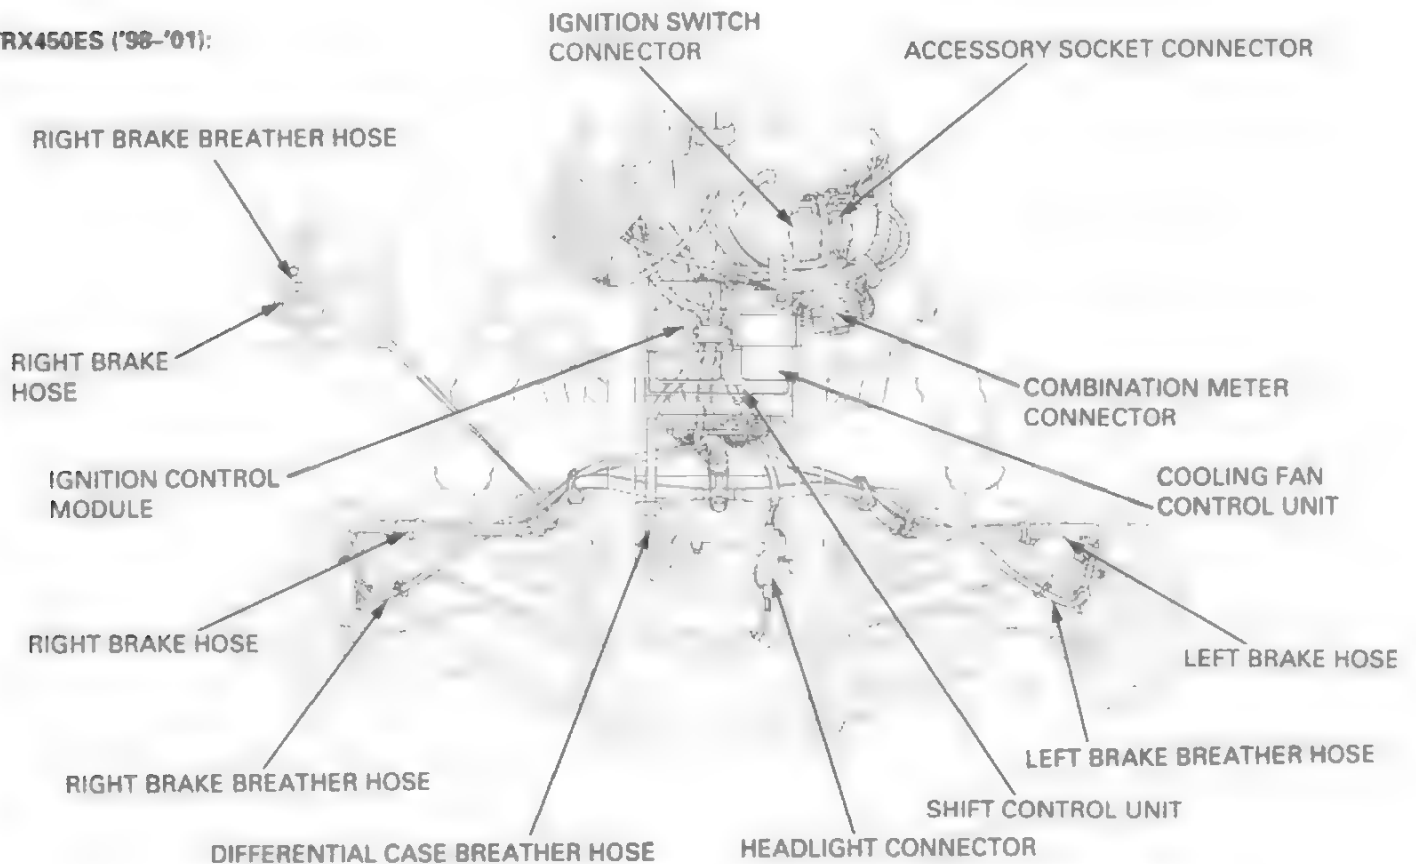 TRX450ES ('98–'01):
IGNITION SWITCH
CONNECTOR
ACCESSORY SOCKET CONNECTOR
RIGHT BRAKE BREATHER HOSE
RIGHT BRAKE
HOSE
COMBINATION METER
CONNECTOR
IGNITION CONTROL
MODULE
COOLING FAN
CONTROL UNIT
RIGHT BRAKE HOSE
LEFT BRAKE HOSE
RIGHT BRAKE BREATHER HOSE
LEFT BRAKE BREATHER HOSE
SHIFT CONTROL UNIT
DIFFERENTIAL CASE BREATHER HOSE
HEADLIGHT CONNECTOR